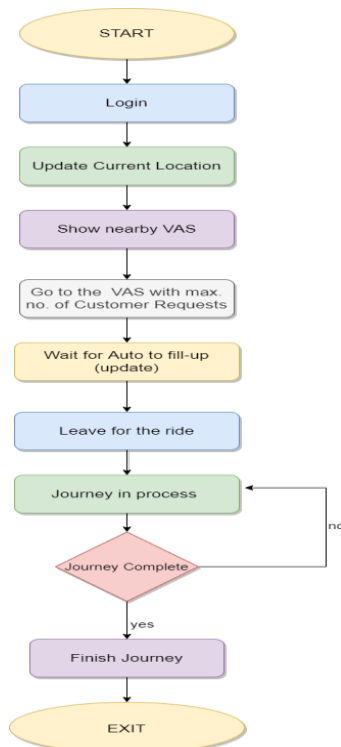 START
Login
Update Current Location
Show nearby VAS
Go to the VAS with max.
no. of Customer Requests
Wait for Auto to fill-up
(update)
Leave for the ride
Journey in process
no
Journey Complete
yes
Finish Journey
EXIT